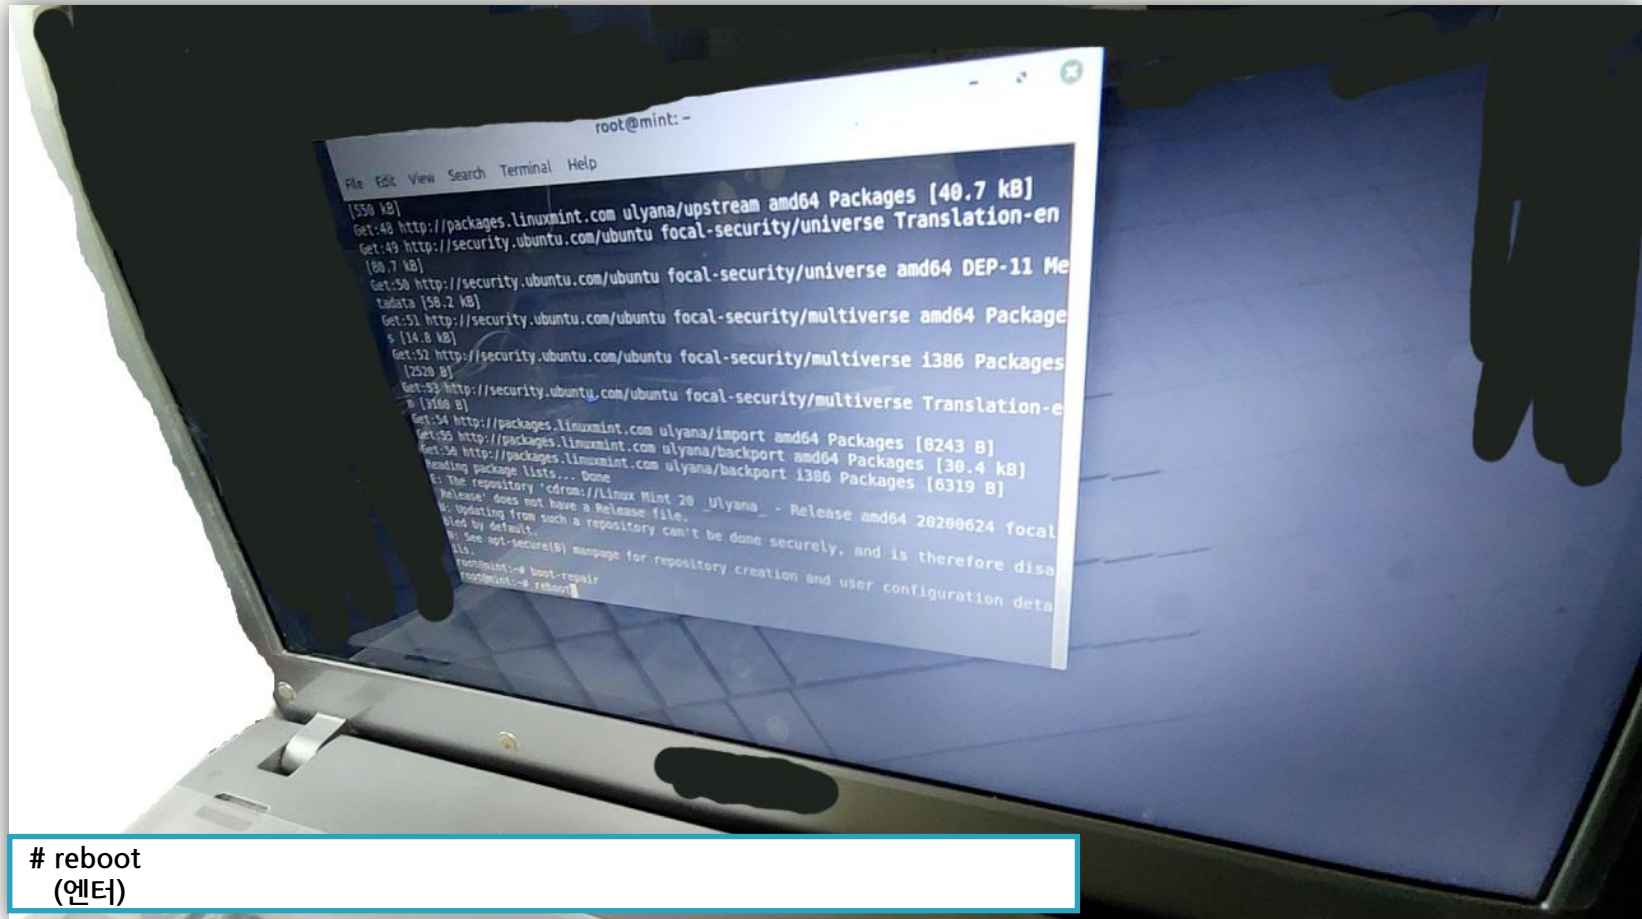 root@mint: ~
File Edit View Search Terminal Help
[550 kB]
Get:48 http://packages.linuxmint.com ulyana/upstream amd64 Packages [40.7 kB]
Get:49 http://security.ubuntu.com/ubuntu focal-security/universe Translation-en
[80.7 kB]
Get:50 http://security.ubuntu.com/ubuntu focal-security/universe amd64 DEP-11 Me
tadata [58.2 kB]
Get:51 http://security.ubuntu.com/ubuntu focal-security/multiverse amd64 Package
s [14.8 kB]
Get:52 http://security.ubuntu.com/ubuntu focal-security/multiverse i386 Packages
[2520 B]
Get:53 http://security.ubuntu.com/ubuntu focal-security/multiverse Translation-e
n [3160 B]
Get:54 http://packages.linuxmint.com ulyana/import amd64 Packages [8243 B]
Get:55 http://packages.linuxmint.com ulyana/backport amd64 Packages [30.4 kB]
Get:56 http://packages.linuxmint.com ulyana/backport i386 Packages [6319 B]
Reading package lists... Done
E: The repository 'cdrom://Linux Mint 20 _Ulyana_ - Release amd64 20200624 focal
Release' does not have a Release file.
N: Updating from such a repository can't be done securely, and is therefore disa
bled by default.
N: See apt-secure(8) manpage for repository creation and user configuration deta
ils.
root@mint:~# boot-repair
root@mint:~# reboot
# reboot
(엔터)